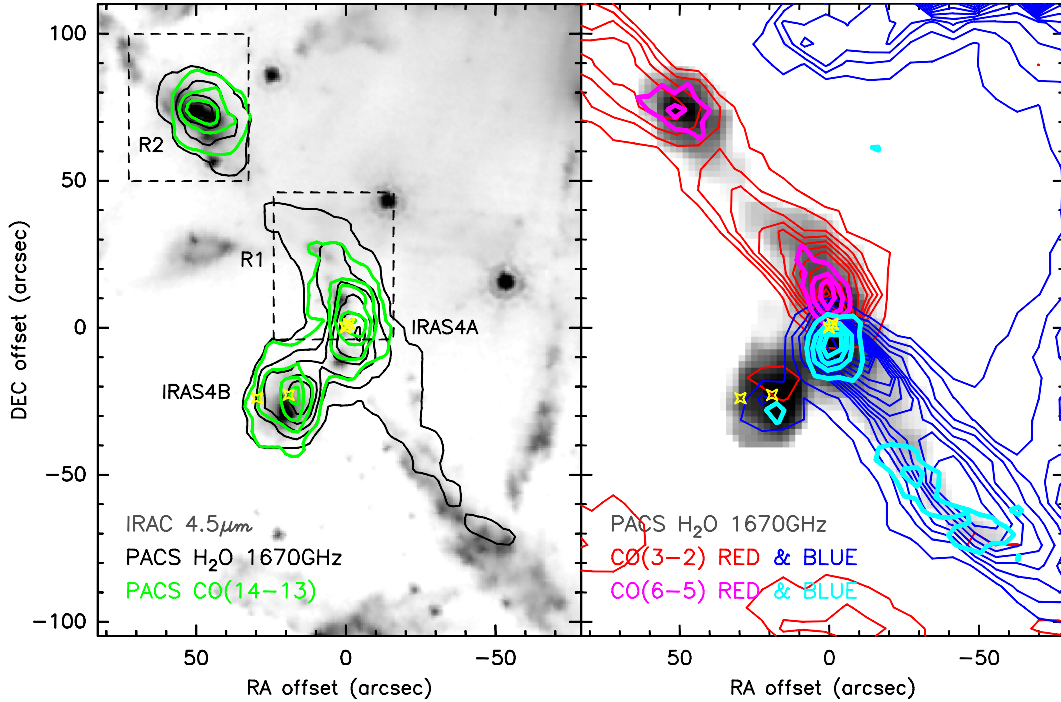 100
50
0
−50
−100
DEC offset (arcsec)
R2
R1
IRAS4A
IRAS4B
IRAC 4.5μm
PACS H₂O 1670GHz
PACS CO(14−13)
50
0
−50
RA offset (arcsec)
PACS H₂O 1670GHz
CO(3−2) RED & BLUE
CO(6−5) RED & BLUE
50
0
−50
RA offset (arcsec)